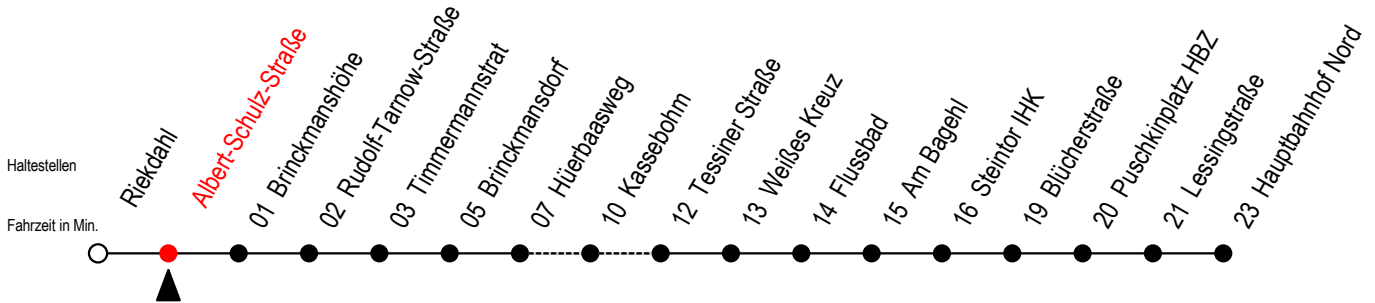 Haltestellen
Fahrzeit in Min.
Riekdahl
Albert-Schulz-Straße
01 Brinckmanshöhe
02 Rudolf-Tarnow-Straße
03 Timmermannstrat
05 Brinckmansdorf
07 Hüerbaasweg
10 Kassebohm
12 Tessiner Straße
13 Weißes Kreuz
14 Flussbad
15 Am Bagehl
16 Steintor IHK
19 Blücherstraße
20 Puschkinplatz HBZ
21 Lessingstraße
23 Hauptbahnhof Nord